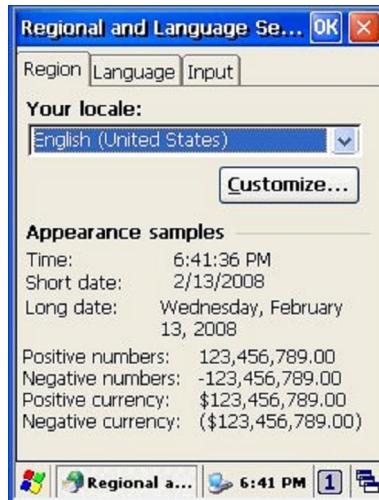 Regional and Language Se... OK
Region Language Input
Your locale:
English (United States)
Customize...
Appearance samples
Time: 6:41:36 PM
Short date: 2/13/2008
Long date: Wednesday, February
13, 2008
Positive numbers: 123,456,789.00
Negative numbers: -123,456,789.00
Positive currency: $123,456,789.00
Negative currency: ($123,456,789.00)
Regional a... 6:41 PM 1